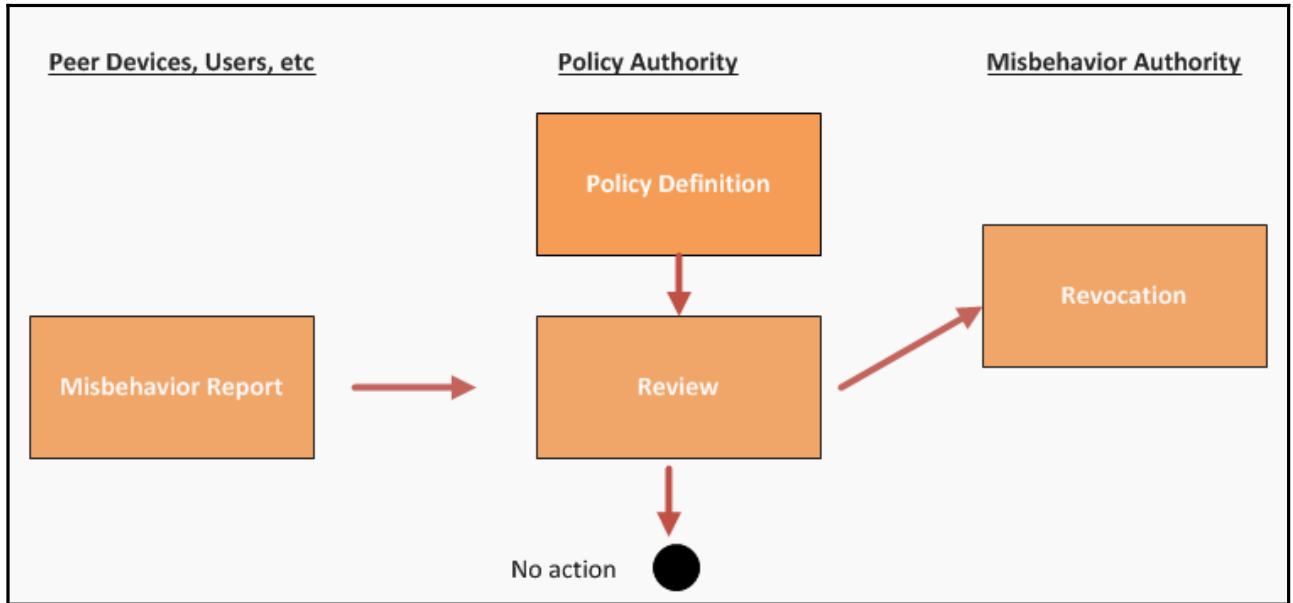 Peer Devices, Users, etc
Policy Authority
Misbehavior Authority
Policy Definition
Revocation
Misbehavior Report
Review
No action